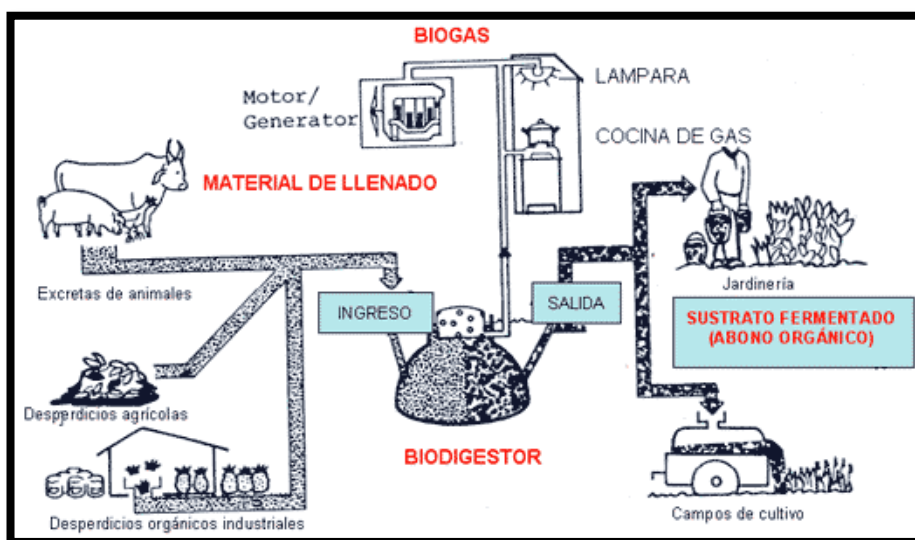 BIOGAS
LAMPARA
Motor/
Generator
COCINA DE GAS
MATERIAL DE LLENADO
Excretas de animales
INGRESO
SALIDA
Jardinería
SUSTRATO FERMENTADO
(ABONO ORGÁNICO)
Desperdicios agrícolas
BIODIGESTOR
Desperdicios orgánicos industriales
Campos de cultivo